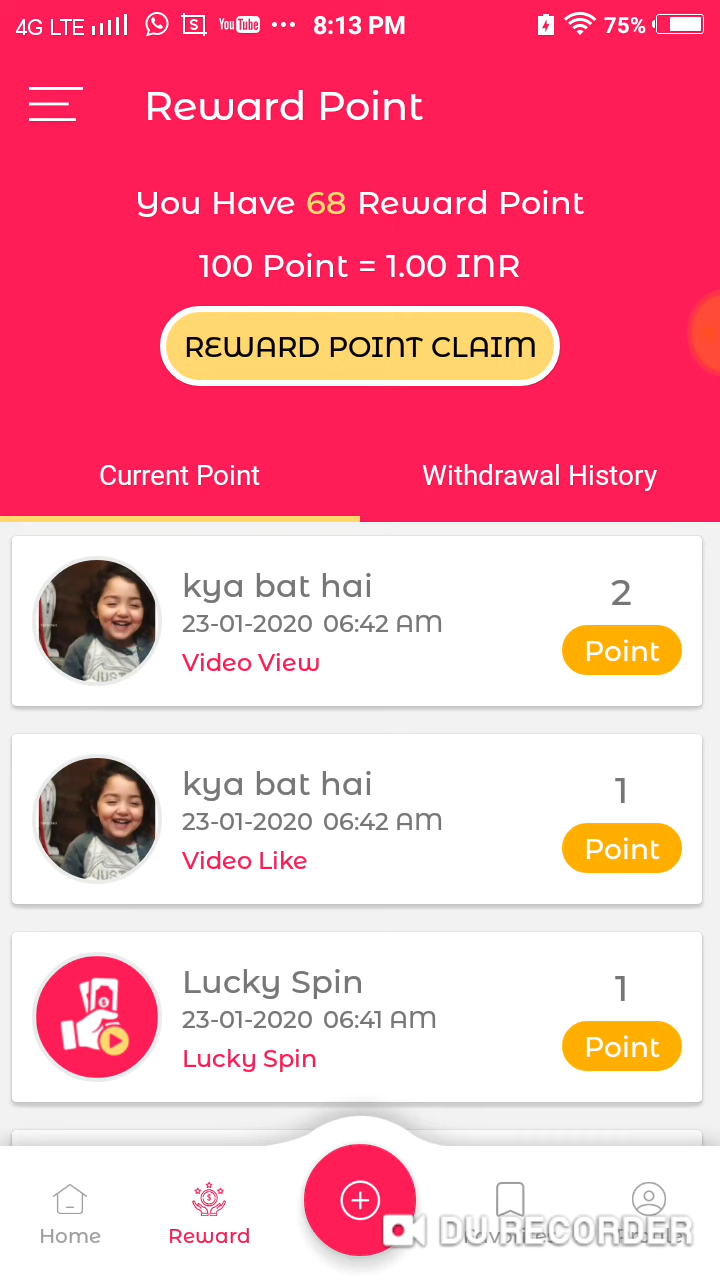 4G LTE S YouTube 8:13 PM 75%
Reward Point
You Have 68 Reward Point
100 Point = 1.00 INR
REWARD POINT CLAIM
Current Point Withdrawal History
kya bat hai 2
23-01-2020 06:42 AM Point
Video View
kya bat hai 1
23-01-2020 06:42 AM Point
Video Like
Lucky Spin 1
23-01-2020 06:41 AM Point
Lucky Spin
Home Reward
DU RECORDER